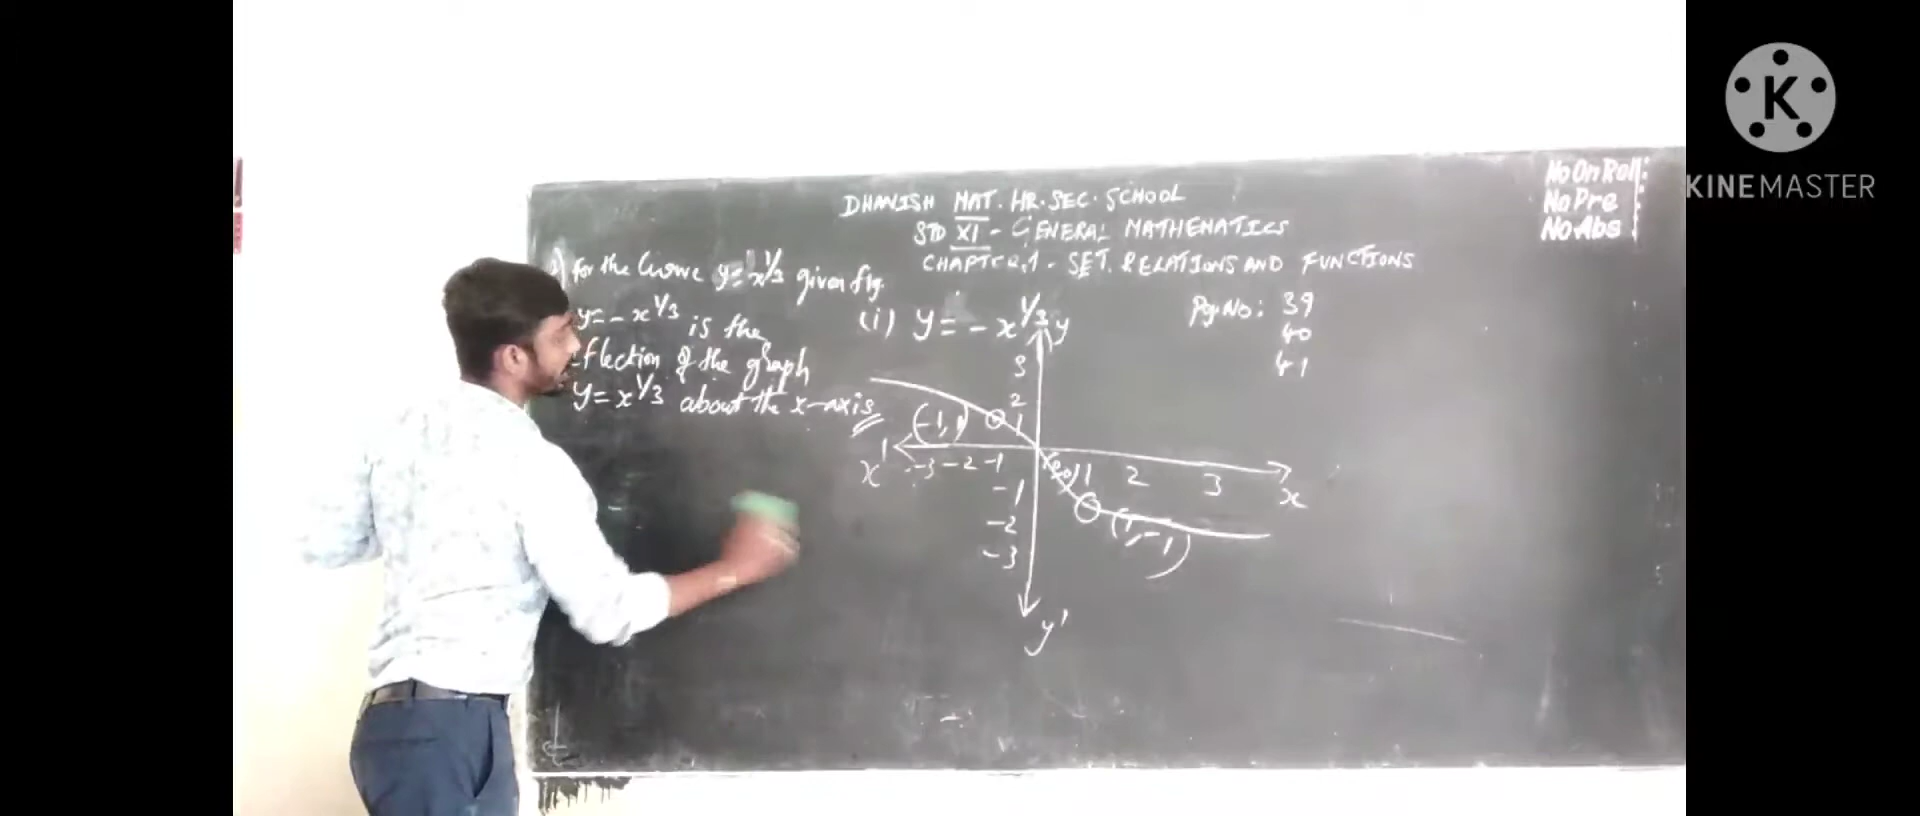 DHANISH MAT. HR. SEC. SCHOOL
STD XI - GENERAL MATHEMATICS
CHAPTER.1 - SET, RELATIONS AND FUNCTIONS
for the Curve y = x^1/3 given fig.
y = - x^1/3 is the
flection of the graph
y = x^1/3 about the x-axis
(i) y = - x^1/3
Pg.No: 39
40
41
y
3
2
1
(-1, 1)
x'
-3 -2 -1
1 2 3
x
-1
-2
-3
(1, -1)
y'
No On Roll:
No Pre :
No Abs :
K
KINEMASTER